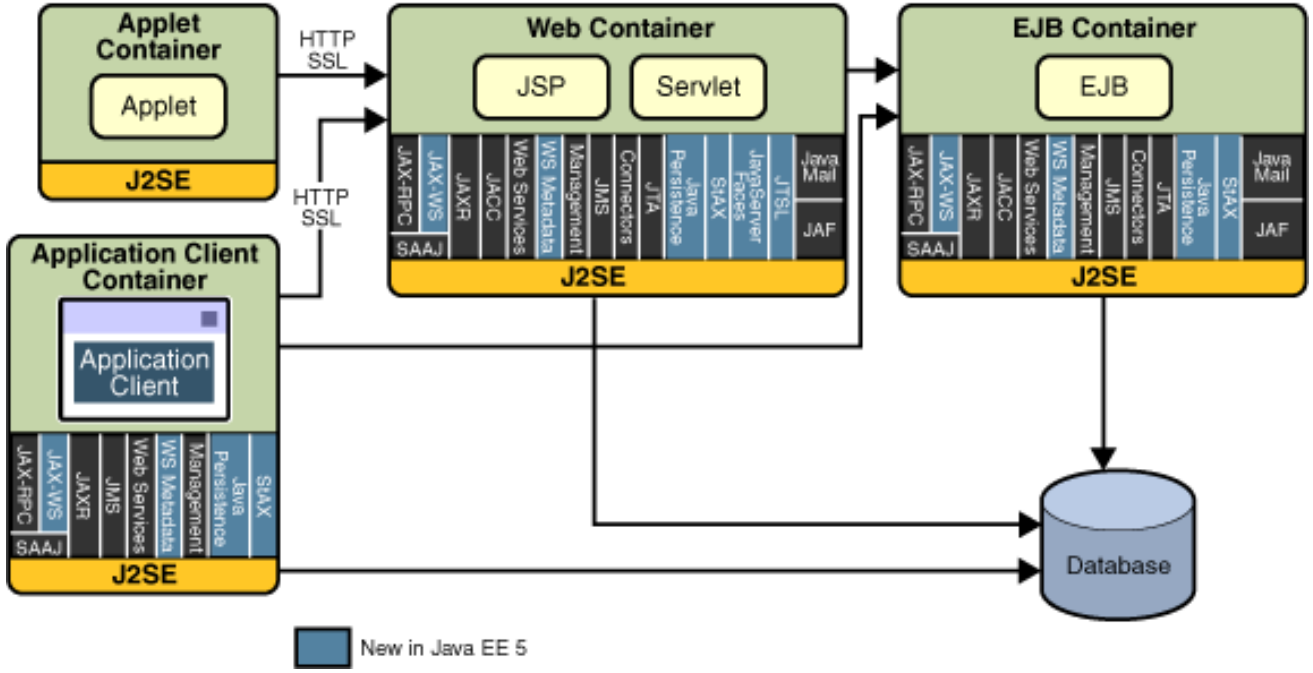 Applet
Container
Applet
J2SE
HTTP
SSL
HTTP
SSL
Web Container
JSP
Servlet
JAX-RPC
JAX-WS
SAAJ
JAXR
JACC
Web Services
WS Metadata
Management
JMS
Connectors
JTA
Java
Persistence
StAX
JavaServer
Faces
JTSL
Java
Mail
JAF
J2SE
EJB Container
EJB
JAX-RPC
JAX-WS
SAAJ
JAXR
JACC
Web Services
WS Metadata
Management
JMS
Connectors
JTA
Java
Persistence
StAX
Java
Mail
JAF
J2SE
Application Client
Container
Application
Client
JAX-RPC
JAX-WS
SAAJ
JAXR
JMS
Web Services
WS Metadata
Management
Java
Persistence
StAX
J2SE
Database
New in Java EE 5